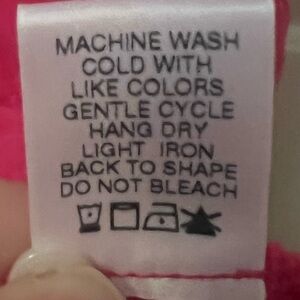 MACHINE WASH
COLD WITH
LIKE COLORS
GENTLE CYCLE
HANG DRY
LIGHT IRON
BACK TO SHAPE
DO NOT BLEACH